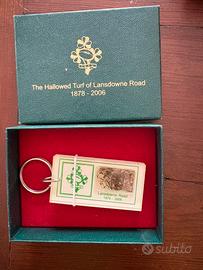 The Hallowed Turf of Lansdowne Road
1878 - 2006
Lansdowne Road
1878 - 2006
subito